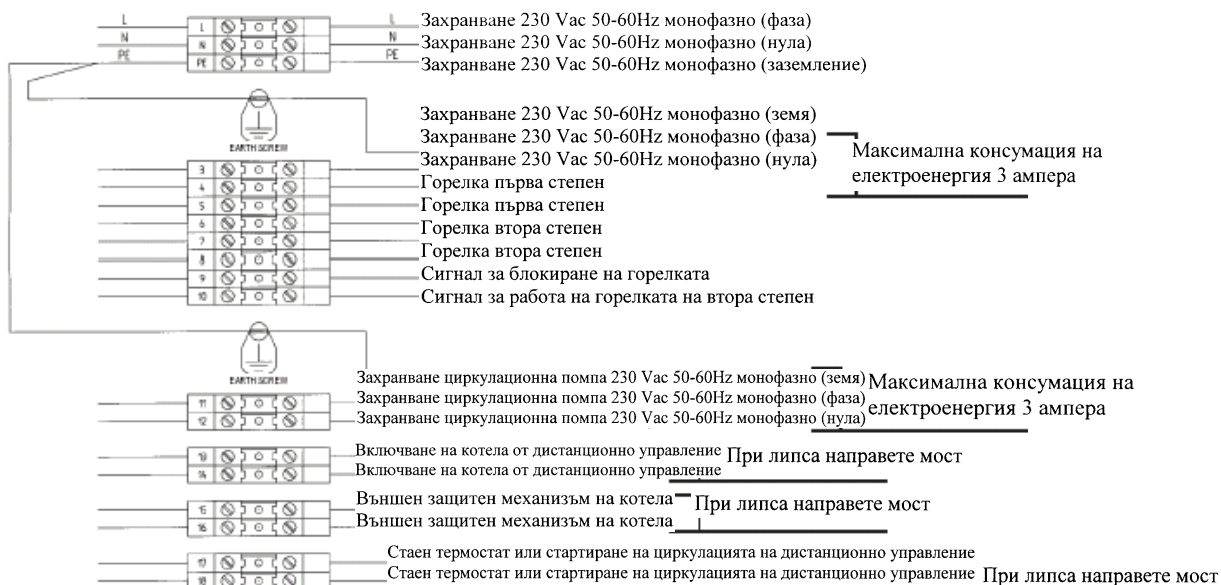 L L L Захранване 230 Vac 50-60Hz монофазно (фаза)
N N N Захранване 230 Vac 50-60Hz монофазно (нула)
PE PE PE Захранване 230 Vac 50-60Hz монофазно (заземление)
Захранване 230 Vac 50-60Hz монофазно (земя)
Захранване 230 Vac 50-60Hz монофазно (фаза)
EARTH SCREW
Захранване 230 Vac 50-60Hz монофазно (нула)
Максимална консумация на
електроенергия 3 ампера
3
4 Горелка първа степен
5 Горелка първа степен
6 Горелка втора степен
7
8 Горелка втора степен
9 Сигнал за блокиране на горелката
10 Сигнал за работа на горелката на втора степен
EARTH SCREW
Захранване циркулационна помпа 230 Vac 50-60Hz монофазно (земя)
11 Захранване циркулационна помпа 230 Vac 50-60Hz монофазно (фаза)
12 Захранване циркулационна помпа 230 Vac 50-60Hz монофазно (нула)
Максимална консумация на
електроенергия 3 ампера
13 Включване на котела от дистанционно управление
14 Включване на котела от дистанционно управление
При липса направете мост
15 Външен защитен механизъм на котела
16 Външен защитен механизъм на котела
При липса направете мост
17 Стаен термостат или стартиране на циркулацията на дистанционно управление
18 Стаен термостат или стартиране на циркулацията на дистанционно управление При липса направете мост